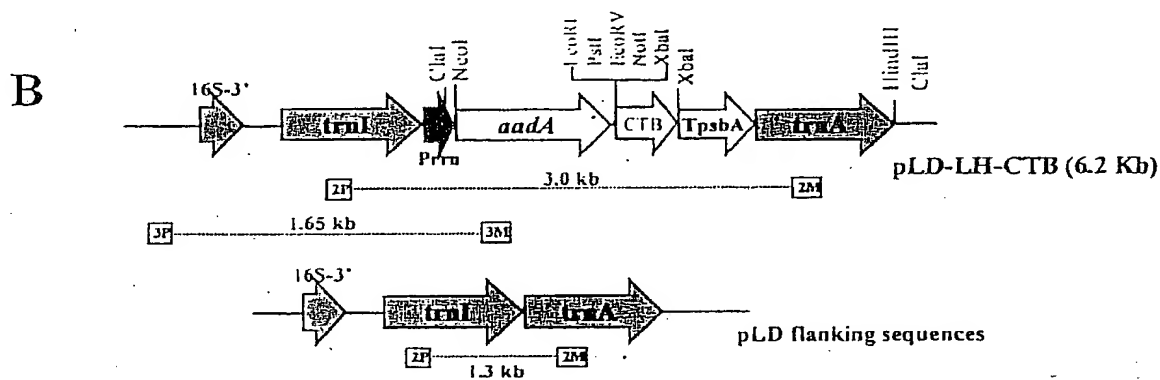 B
16S-3'
trnI
Prrn
ClaI
NcoI
aadA
EcoRI
PstI
EcoRV
NotI
XbaI
CTB
XbaI
TpsbA
trnA
HindIII
ClaI
pLD-LH-CTB (6.2 Kb)
2P
3.0 kb
2M
3P
1.65 kb
3M
16S-3'
trnI
trnA
pLD flanking sequences
2P
1.3 kb
2M